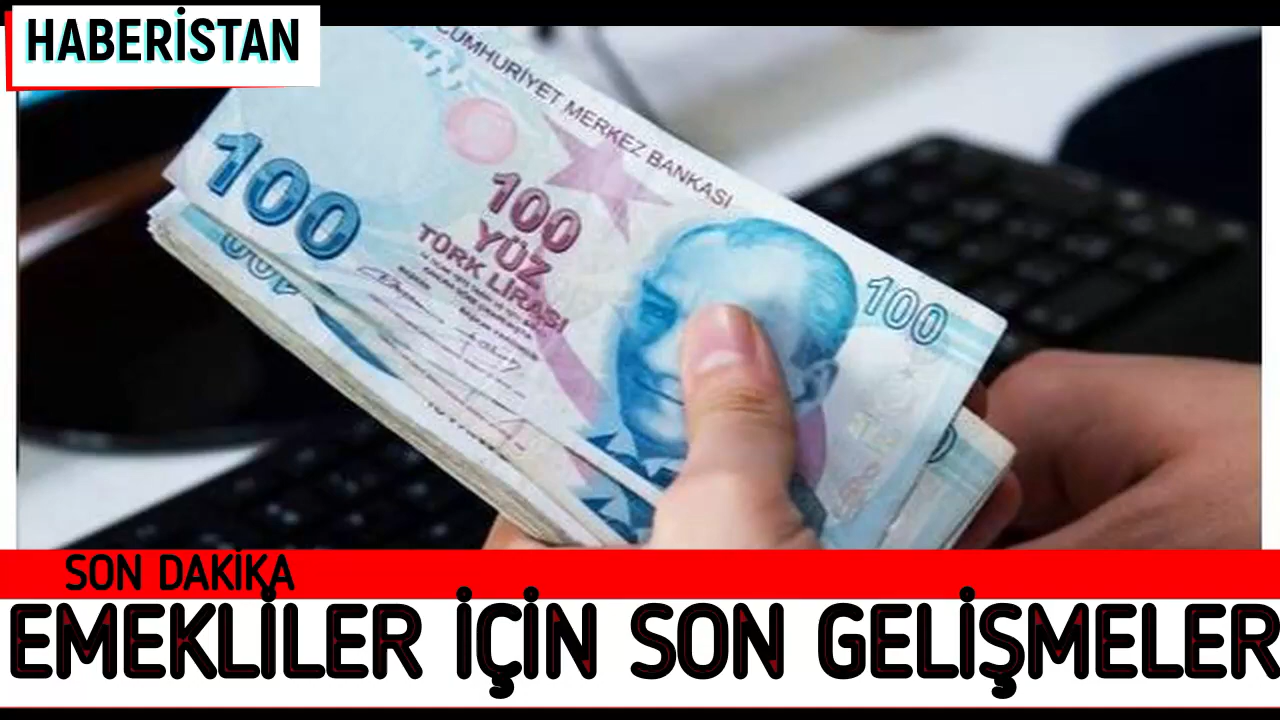 HABERİSTAN
CUMHURİYET MERKEZ BANKASI
100
100
YÜZ
TÜRK LİRASI
100
100
SON DAKİKA
EMEKLİLER İÇİN SON GELİŞMELER